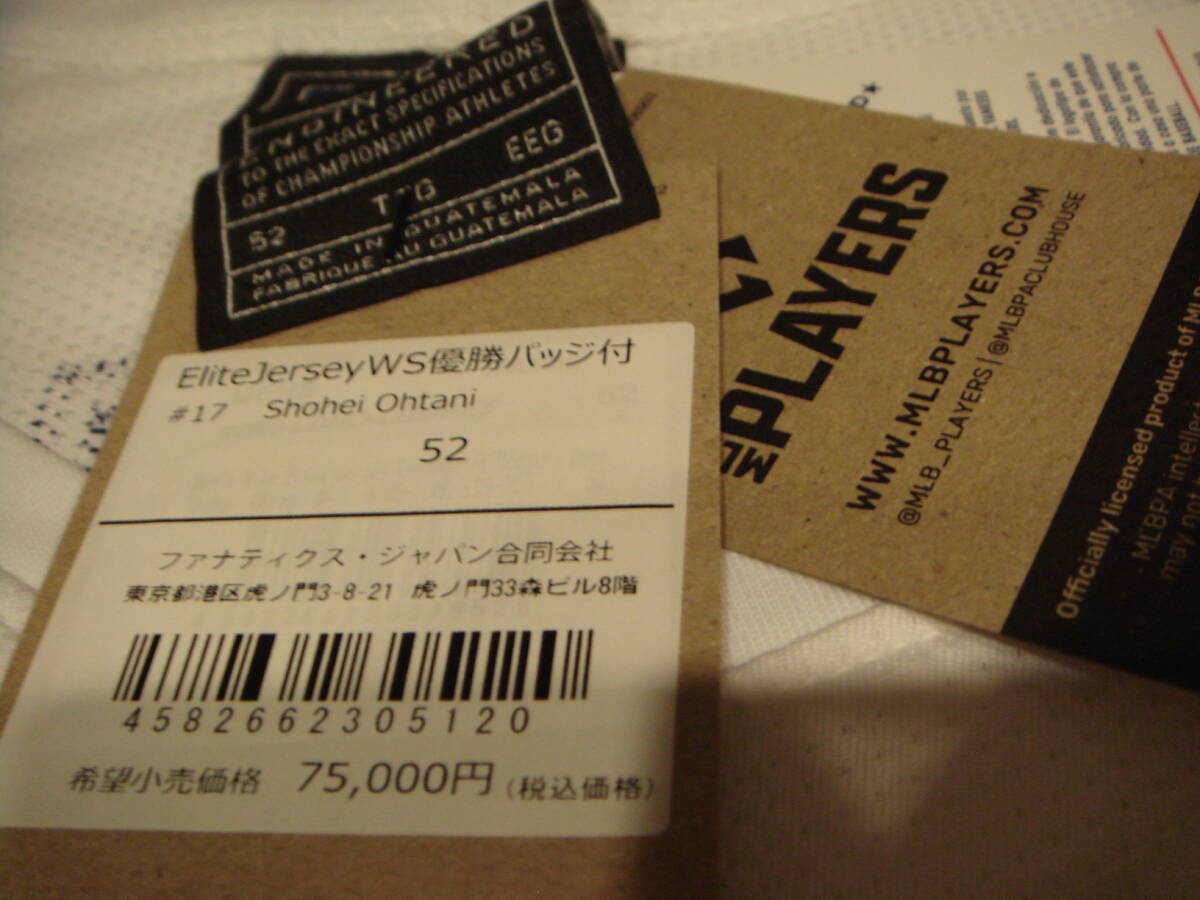 ENGINEERED
TO THE EXACT SPECIFICATIONS
OF CHAMPIONSHIP ATHLETES
52 EEG
MADE IN GUATEMALA
FABRIQUE AU GUATEMALA
EliteJerseyWS優勝バッジ付
#17 Shohei Ohtani
52
ファナティクス・ジャパン合同会社
東京都港区虎ノ門3-8-21 虎ノ門33森ビル8階
4582662305120
希望小売価格 75,000円 (税込価格)
PLAYERS
WWW.MLBPLAYERS.COM
@MLB_PLAYERS | @MLBPACLUBHOUSE
Officially licensed product of
MLBPA
may not